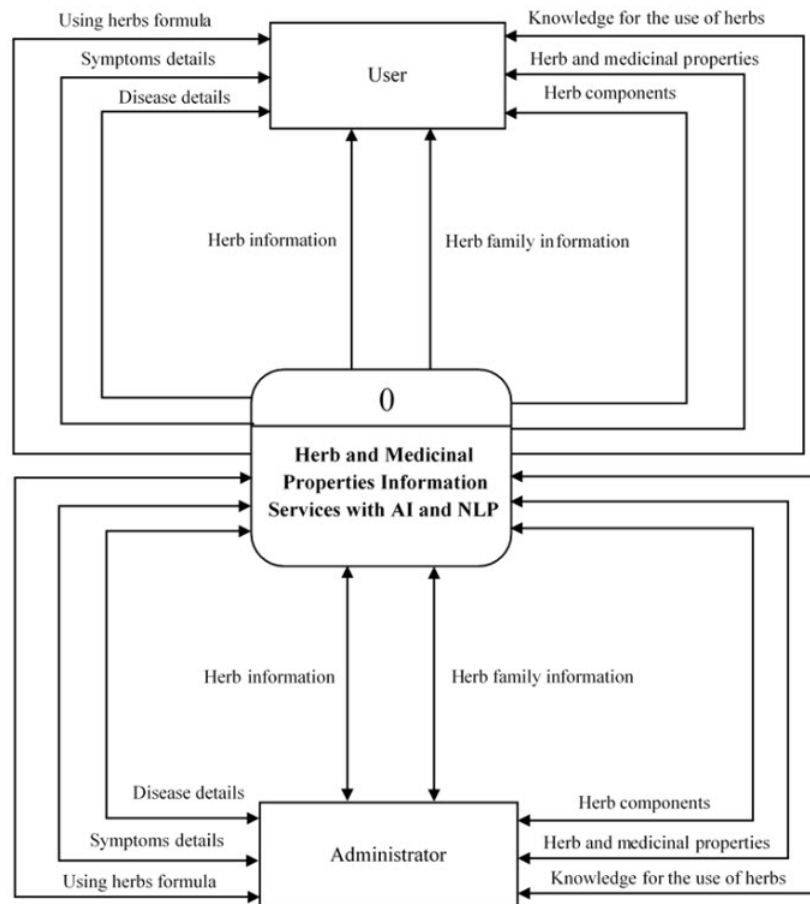 Using herbs formula
Knowledge for the use of herbs
Symptoms details
User
Herb and medicinal properties
Disease details
Herb components
Herb information
Herb family information
0
Herb and Medicinal
Properties Information
Services with AI and NLP
Herb information
Herb family information
Disease details
Herb components
Symptoms details
Administrator
Herb and medicinal properties
Using herbs formula
Knowledge for the use of herbs